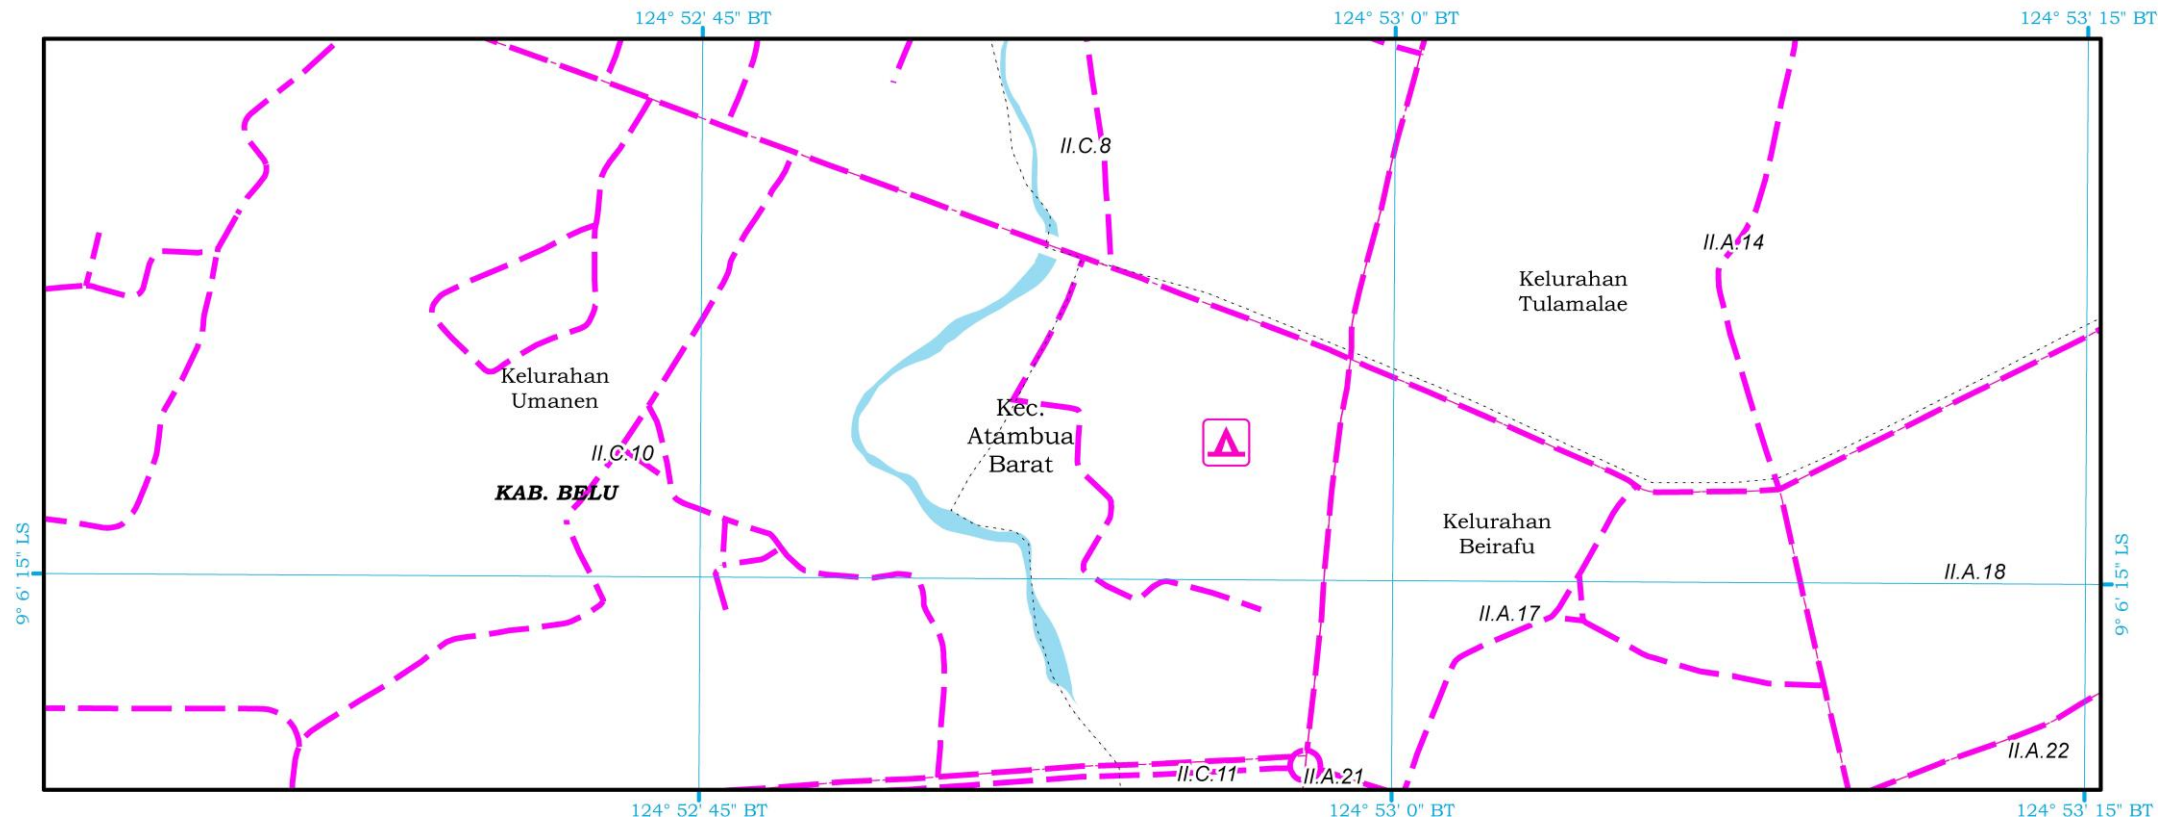 124° 52' 45" BT
124° 53' 0" BT
124° 53' 15" BT
II.C.8
II.A.14
Kelurahan
Tulamalae
Kelurahan
Umanen
Kec.
Atambua
Barat
II.C.10
KAB. BELU
Kelurahan
Beirafu
9° 6' 15" LS
9° 6' 15" LS
II.A.18
II.A.17
II.A.22
II.C.11
II.A.21
124° 52' 45" BT
124° 53' 0" BT
124° 53' 15" BT